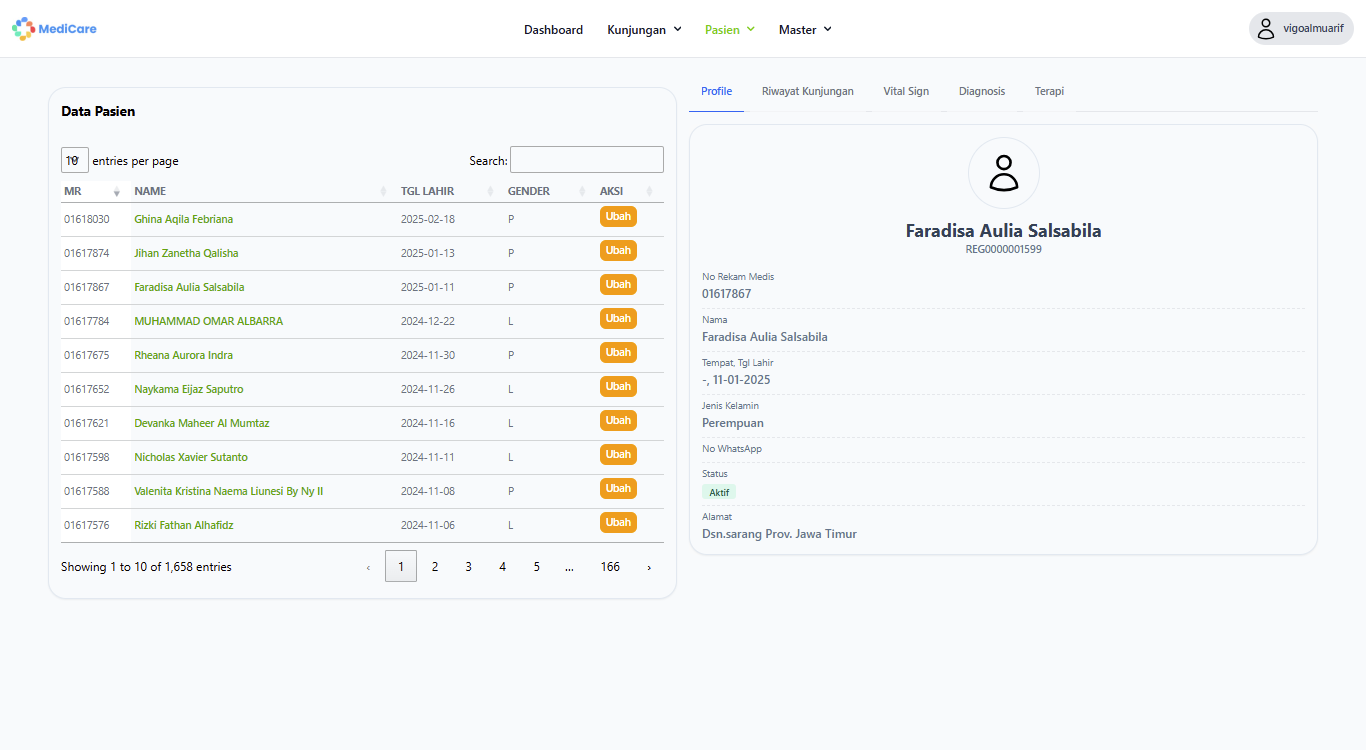 MediCare
Dashboard Kunjungan Pasien Master
vigoalmuarif
Data Pasien
10 entries per page
Search:
MR NAME TGL LAHIR GENDER AKSI
01618030 Ghina Aqila Febriana 2025-02-18 P Ubah
01617874 Jihan Zanetha Qalisha 2025-01-13 P Ubah
01617867 Faradisa Aulia Salsabila 2025-01-11 P Ubah
01617784 MUHAMMAD OMAR ALBARRA 2024-12-22 L Ubah
01617675 Rheana Aurora Indra 2024-11-30 P Ubah
01617652 Naykama Eijaz Saputro 2024-11-26 L Ubah
01617621 Devanka Maheer Al Mumtaz 2024-11-16 L Ubah
01617598 Nicholas Xavier Sutanto 2024-11-11 L Ubah
01617588 Valenita Kristina Naema Liunesi By Ny II 2024-11-08 P Ubah
01617576 Rizki Fathan Alhafidz 2024-11-06 L Ubah
Showing 1 to 10 of 1,658 entries
‹ 1 2 3 4 5 ... 166 ›
Profile Riwayat Kunjungan Vital Sign Diagnosis Terapi
Faradisa Aulia Salsabila
REG0000001599
No Rekam Medis
01617867
Nama
Faradisa Aulia Salsabila
Tempat, Tgl Lahir
-, 11-01-2025
Jenis Kelamin
Perempuan
No WhatsApp
Status
Aktif
Alamat
Dsn.sarang Prov. Jawa Timur